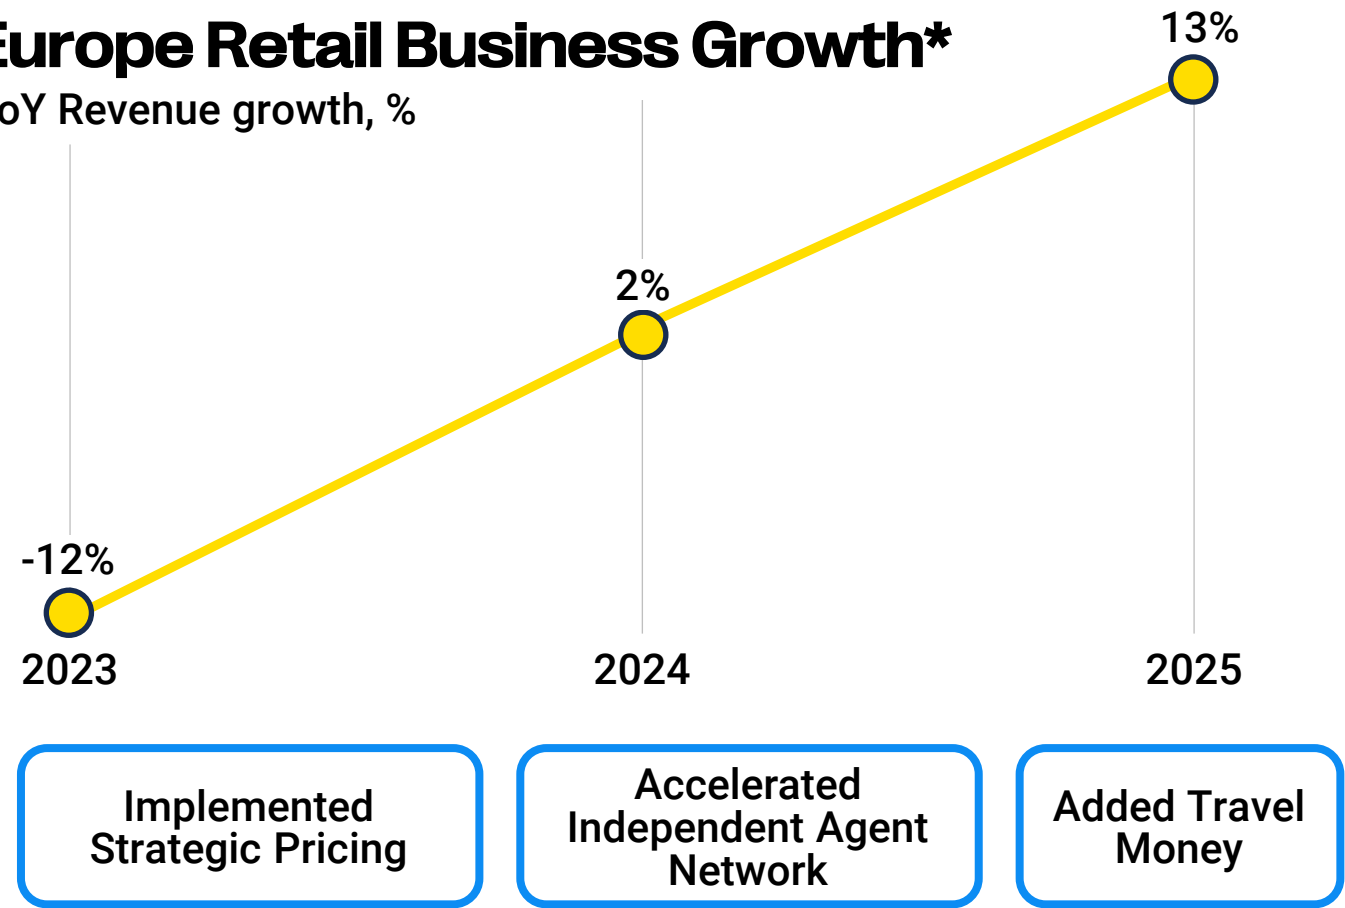 Europe Retail Business Growth*
oY Revenue growth, %
13%
2%
-12%
2023
2024
2025
Implemented
Strategic Pricing
Accelerated
Independent Agent
Network
Added Travel
Money